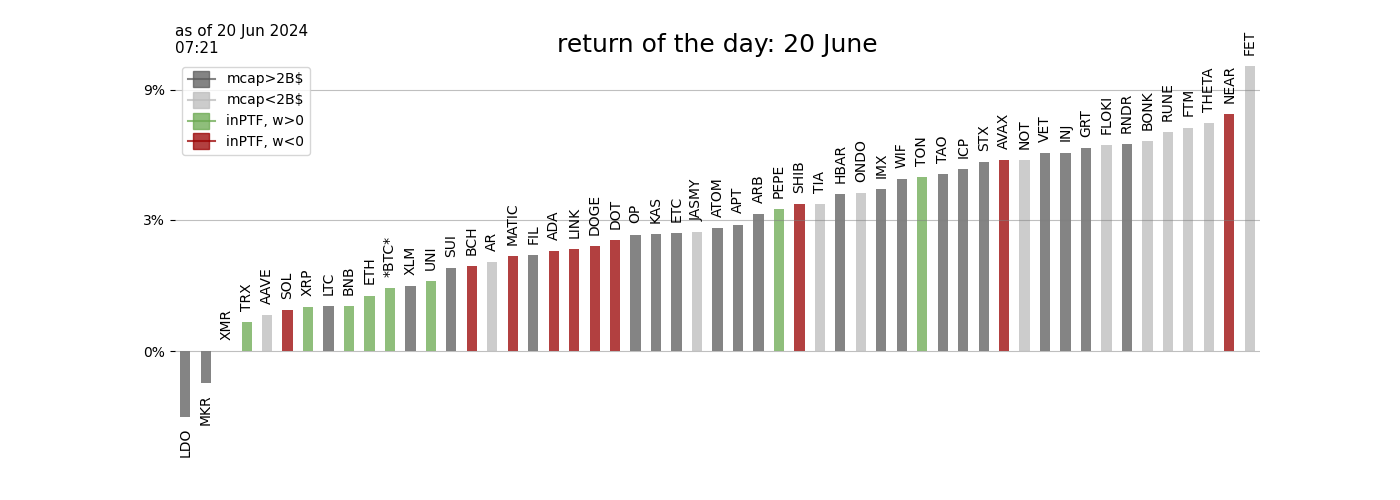 as of 20 Jun 2024
07:21
return of the day: 20 June
mcap>2B$
mcap<2B$
inPTF, w>0
inPTF, w<0
9%
3%
0%
LDO
MKR
XMR
TRX
AAVE
SOL
XRP
LTC
BNB
ETH
*BTC*
XLM
UNI
SUI
BCH
AR
MATIC
FIL
ADA
LINK
DOGE
DOT
OP
KAS
ETC
JASMY
ATOM
APT
ARB
PEPE
SHIB
TIA
HBAR
ONDO
IMX
WIF
TON
TAO
ICP
STX
AVAX
NOT
VET
INJ
GRT
FLOKI
RNDR
BONK
RUNE
FTM
THETA
NEAR
FET